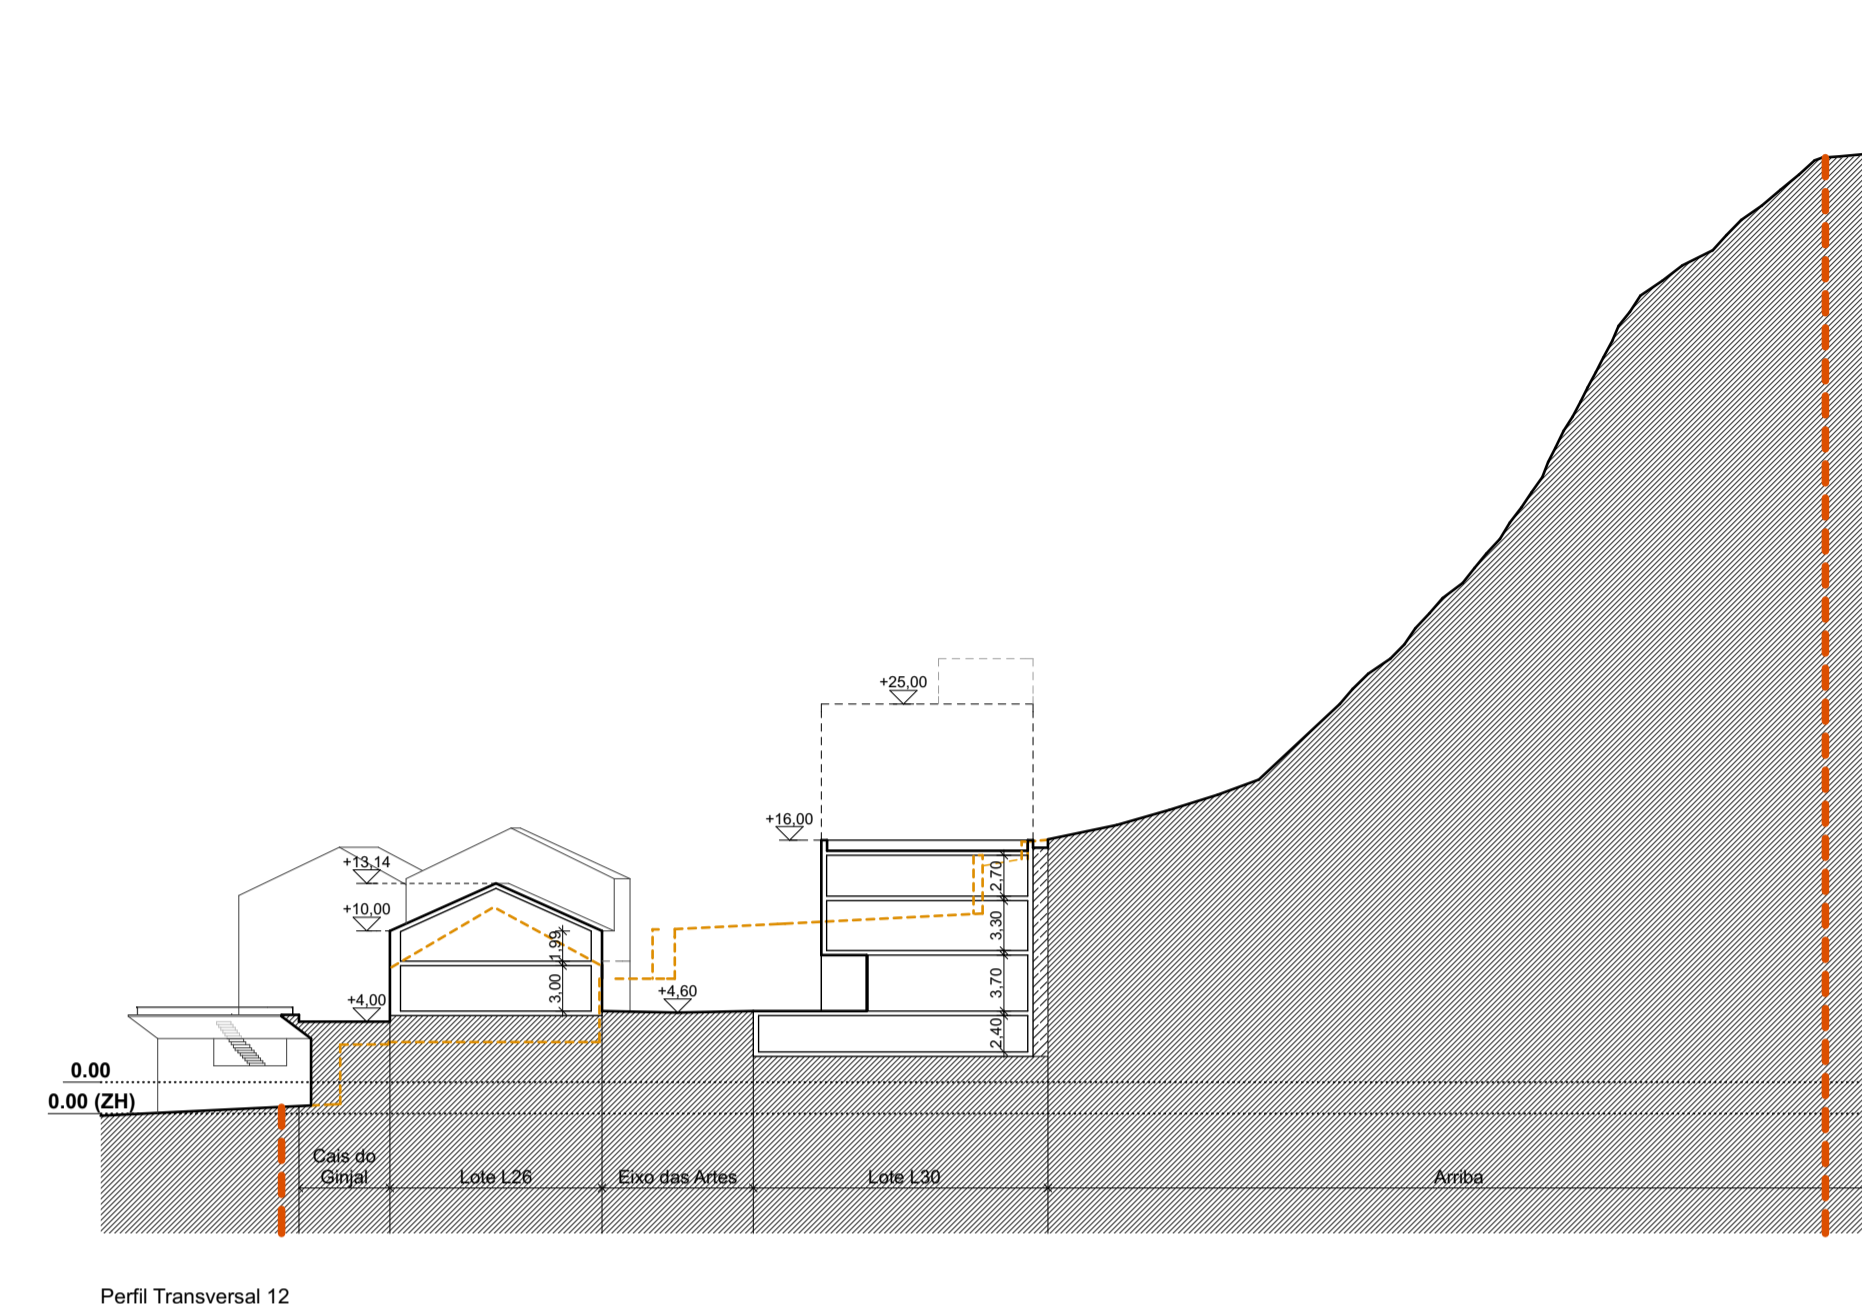 +25,00
+16,00
+13,14
+10,00
2,70
3,30
1,99
3,00
3,70
+4,00
+4,60
2,40
0.00
0.00 (ZH)
Cais do
Ginjal
Lote L26
Eixo das Artes
Lote L30
Arriba
Perfil Transversal 12